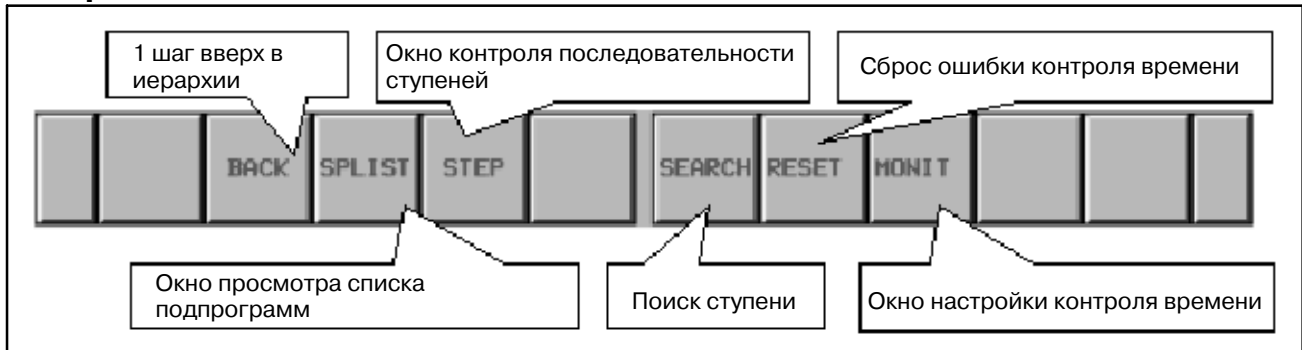 1 шаг вверх в
иерархии
Окно контроля последовательности
ступеней
Сброс ошибки контроля времени
BACK SPLIST STEP SEARCH RESET MONIT
Окно просмотра списка
подпрограмм
Поиск ступени
Окно настройки контроля времени